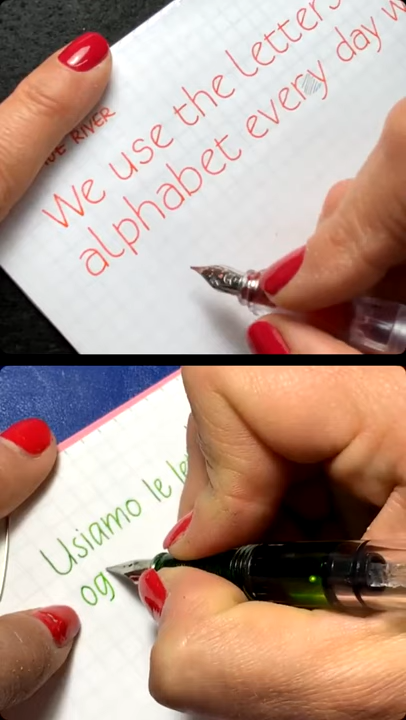 RIVER
We use the letters
alphabet every day w
Usiamo le le
og